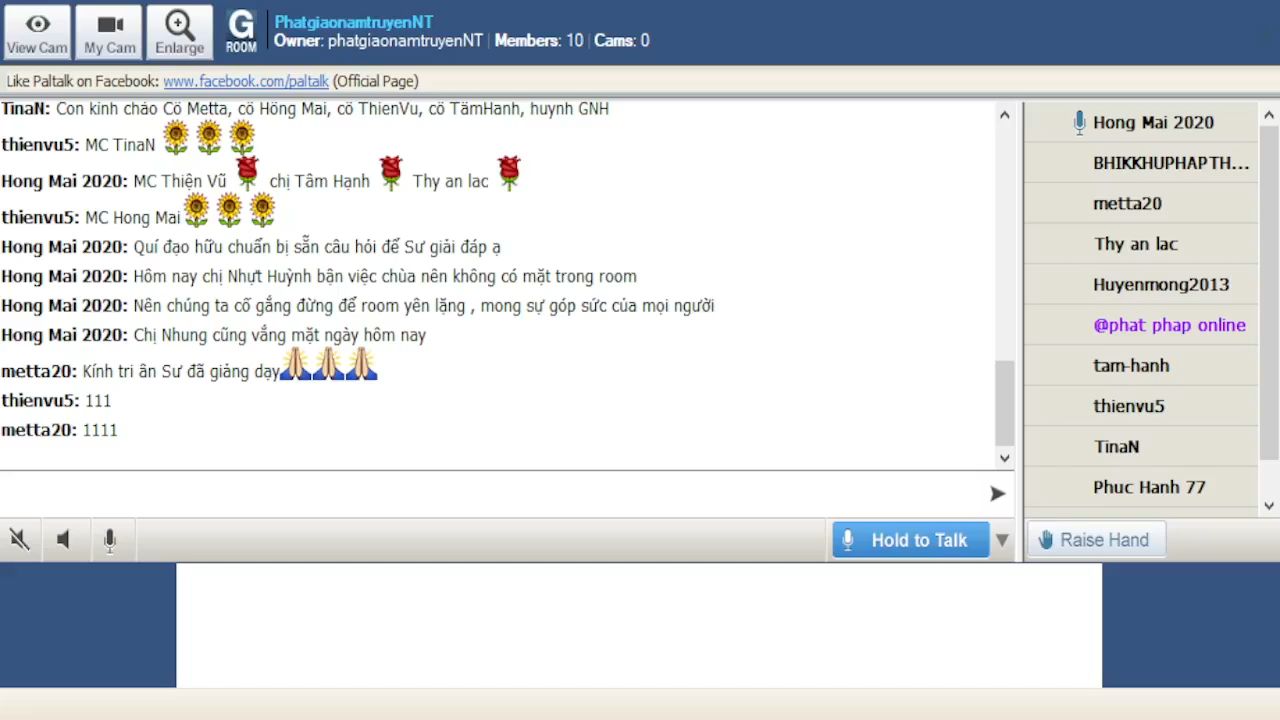 View Cam
My Cam
Enlarge
G
ROOM
PhatgiaonamtruyenNT
Owner: phatgiaonamtruyenNT | Members: 10 | Cams: 0
Like Paltalk on Facebook: www.facebook.com/paltalk (Official Page)
TinaN: Con kính chào Cô Metta, cô Hồng Mai, cô ThienVu, cô TâmHanh, huynh GNH
thienvu5: MC TinaN
Hong Mai 2020: MC Thiện Vũ chị Tâm Hạnh Thy an lac
thienvu5: MC Hong Mai
Hong Mai 2020: Quí đạo hữu chuẩn bị sẵn câu hỏi để Sư giải đáp ạ
Hong Mai 2020: Hôm nay chị Nhựt Huỳnh bận việc chùa nên không có mặt trong room
Hong Mai 2020: Nên chúng ta cố gắng đừng để room yên lặng , mong sự góp sức của mọi người
Hong Mai 2020: Chị Nhung cũng vắng mặt ngày hôm nay
metta20: Kính tri ân Sư đã giảng dạy
thienvu5: 111
metta20: 1111
Hong Mai 2020
BHIKKHUPHAPTH...
metta20
Thy an lac
Huyenmong2013
@phat phap online
tam-hanh
thienvu5
TinaN
Phuc Hanh 77
Hold to Talk
Raise Hand